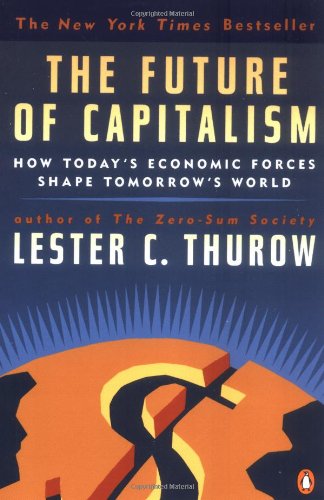 The New York Times Bestseller
THE FUTURE
OF CAPITALISM
HOW TODAY'S ECONOMIC FORCES
SHAPE TOMORROW'S WORLD
author of The Zero-Sum Society
LESTER C. THUROW